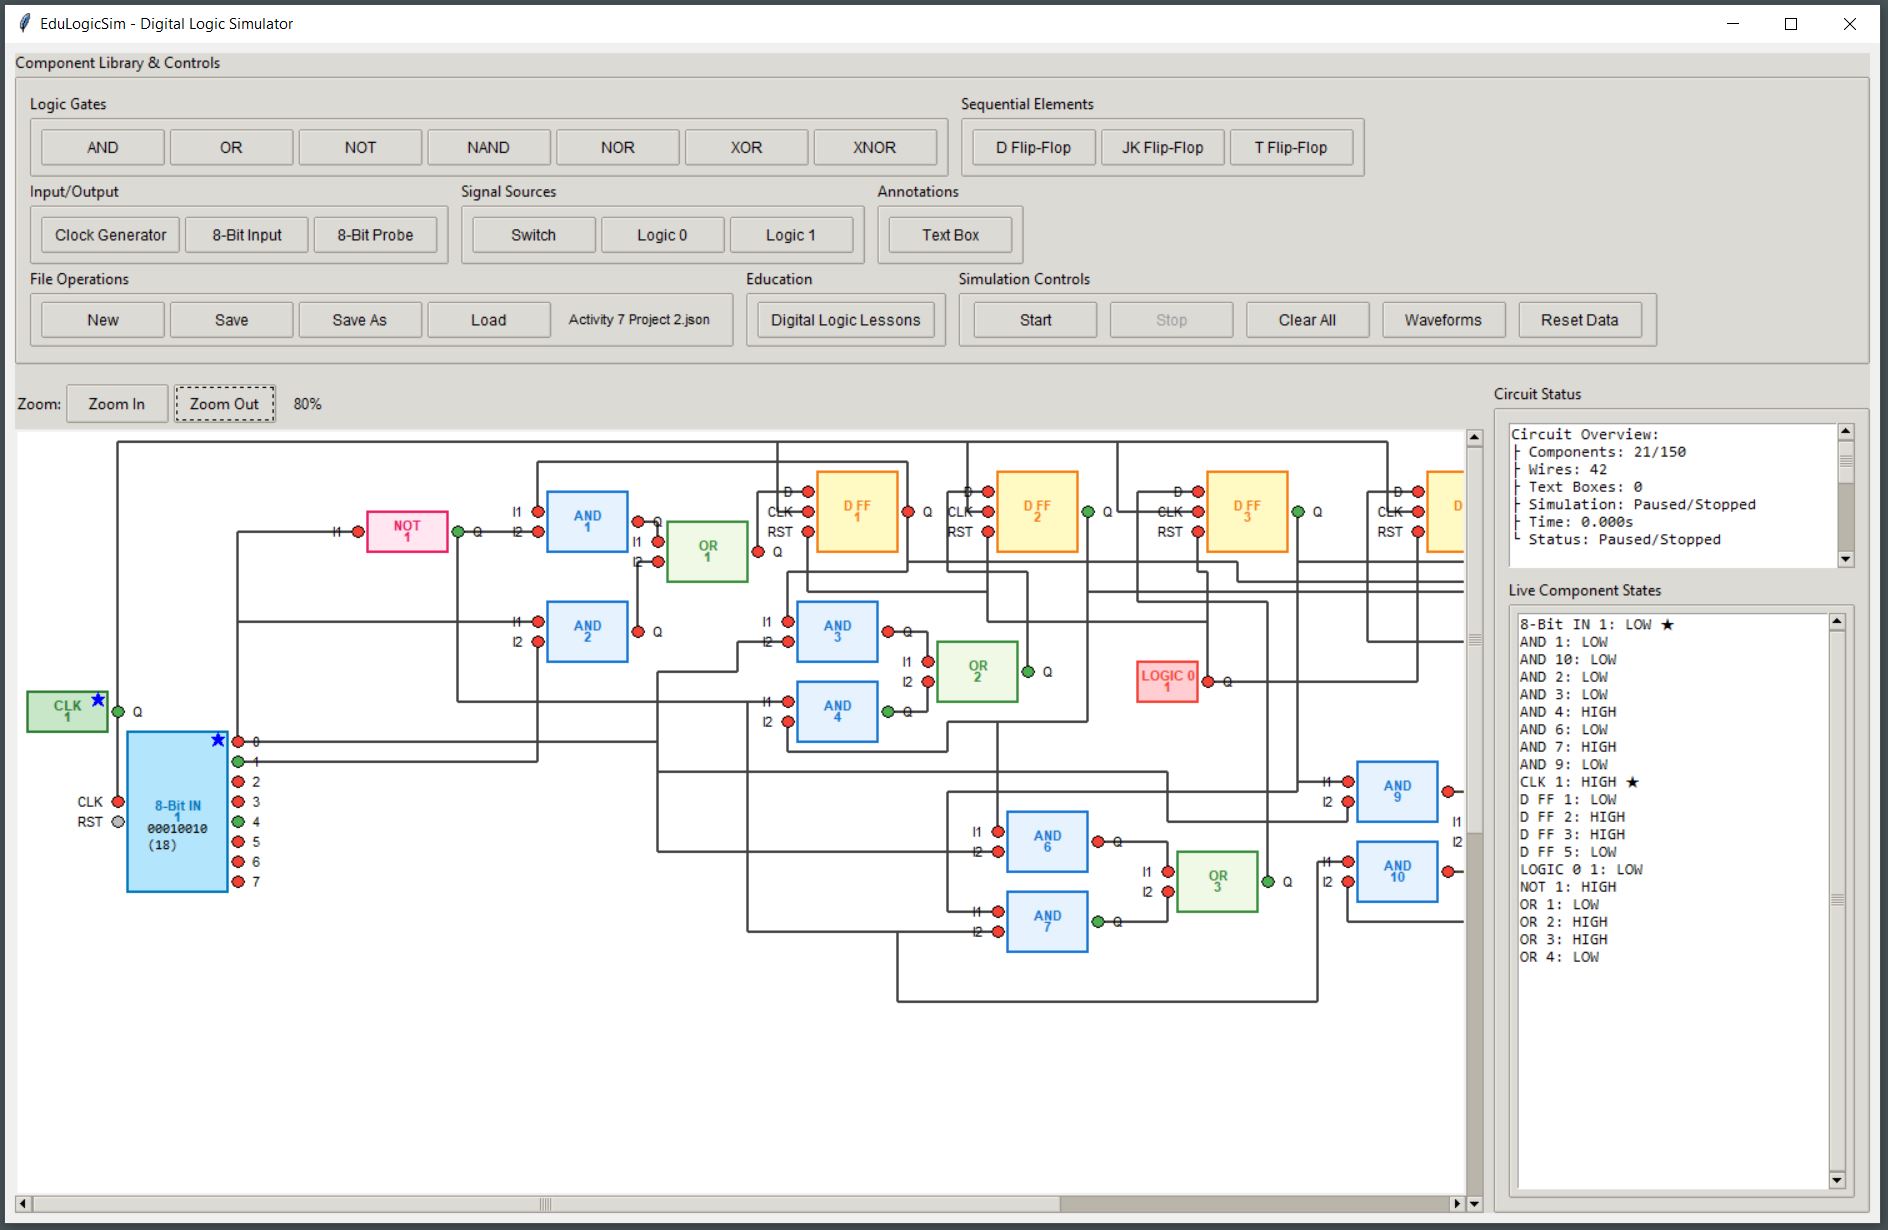 EduLogicSim - Digital Logic Simulator
Component Library & Controls
Logic Gates
Sequential Elements
AND OR NOT NAND NOR XOR XNOR
D Flip-Flop JK Flip-Flop T Flip-Flop
Input/Output
Signal Sources
Annotations
Clock Generator 8-Bit Input 8-Bit Probe
Switch Logic 0 Logic 1
Text Box
File Operations
Education
Simulation Controls
New Save Save As Load Activity 7 Project 2.json
Digital Logic Lessons
Start Stop Clear All Waveforms Reset Data
Zoom: Zoom In Zoom Out 80%
I1
NOT
1
Q
I1
I2
AND
1
Q
I1
I2
OR
1
Q
D
CLK
RST
D FF
1
Q
D
CLK
RST
D FF
2
Q
D
CLK
RST
D FF
3
Q
D
CLK
RST
D
I1
I2
AND
2
Q
I1
I2
AND
3
Q
I1
I2
OR
2
Q
I1
I2
AND
4
Q
LOGIC 0
1
Q
CLK
1
Q
CLK
RST
8-Bit IN
1
00010010
(18)
0
1
2
3
4
5
6
7
I1
I2
AND
6
Q
I1
I2
AND
7
Q
I1
I2
OR
3
Q
I1
I2
AND
9
I1
I2
I1
I2
AND
10
Circuit Status
Circuit Overview:
├ Components: 21/150
├ Wires: 42
├ Text Boxes: 0
├ Simulation: Paused/Stopped
├ Time: 0.000s
└ Status: Paused/Stopped
Live Component States
8-Bit IN 1: LOW ★
AND 1: LOW
AND 10: LOW
AND 2: LOW
AND 3: LOW
AND 4: HIGH
AND 6: LOW
AND 7: HIGH
AND 9: LOW
CLK 1: HIGH ★
D FF 1: LOW
D FF 2: HIGH
D FF 3: HIGH
D FF 5: LOW
LOGIC 0 1: LOW
NOT 1: HIGH
OR 1: LOW
OR 2: HIGH
OR 3: HIGH
OR 4: LOW